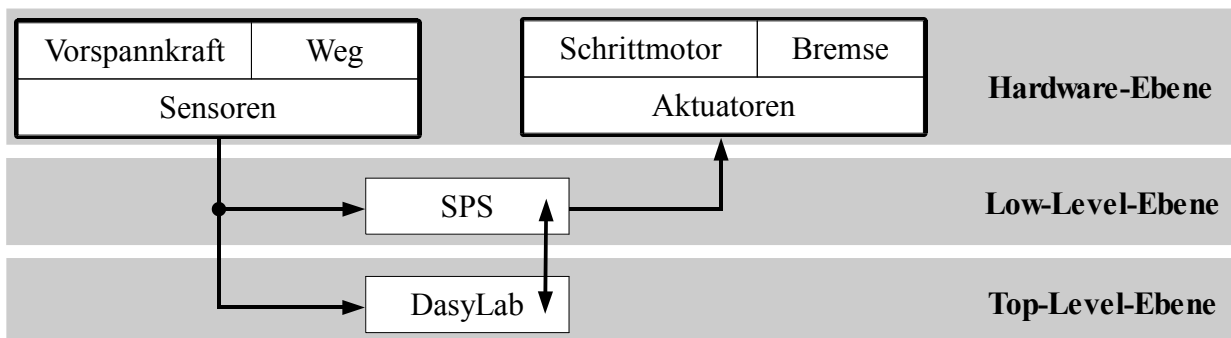 Vorspannkraft Weg
Sensoren
Schrittmotor Bremse
Aktuatoren
Hardware-Ebene
SPS
Low-Level-Ebene
DasyLab
Top-Level-Ebene